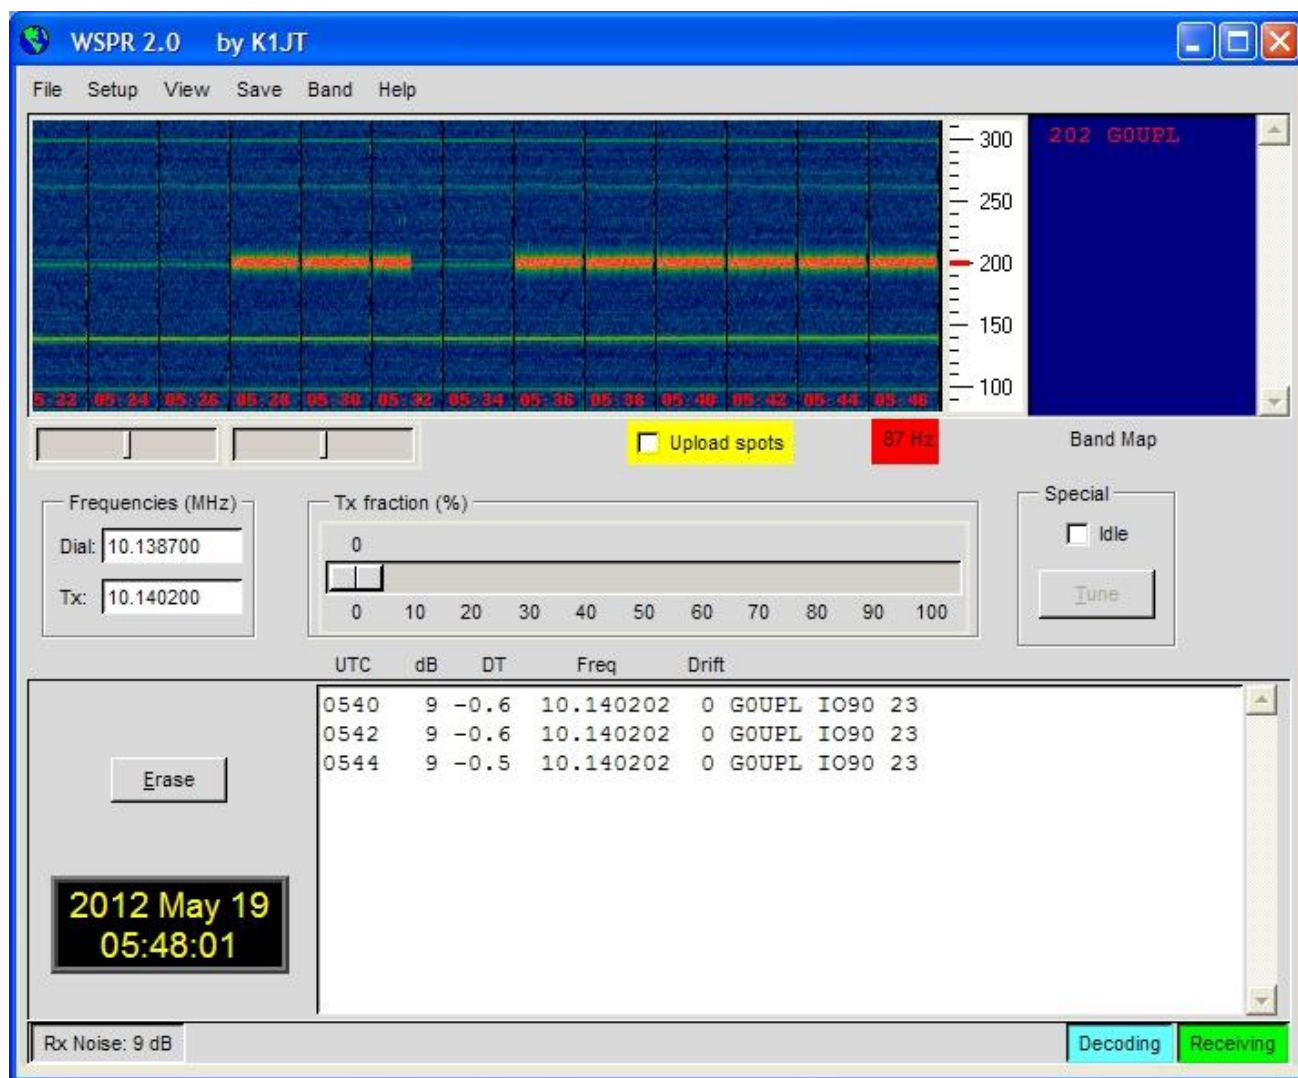 WSPR 2.0 by K1JT
File Setup View Save Band Help
300
250
200
150
100
202 G0UPL
5:22 05:24 05:26 05:28 05:30 05:32 05:34 05:36 05:38 05:40 05:42 05:44 05:46
Upload spots
87 Hz
Band Map
Frequencies (MHz)
Dial: 10.138700
Tx: 10.140200
Tx fraction (%)
0
0 10 20 30 40 50 60 70 80 90 100
Special
Idle
Tune
UTC dB DT Freq Drift
0540 9 -0.6 10.140202 0 G0UPL IO90 23
0542 9 -0.6 10.140202 0 G0UPL IO90 23
0544 9 -0.5 10.140202 0 G0UPL IO90 23
Erase
2012 May 19
05:48:01
Rx Noise: 9 dB
Decoding
Receiving